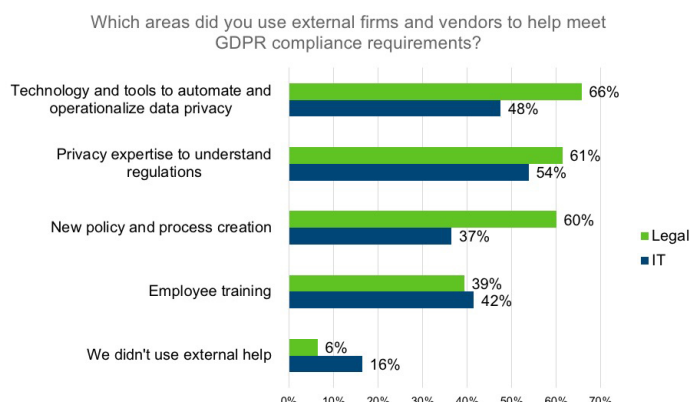 Which areas did you use external firms and vendors to help meet
GDPR compliance requirements?
Technology and tools to automate and
operationalize data privacy
66%
48%
Privacy expertise to understand
regulations
61%
54%
New policy and process creation
60%
37%
Employee training
39%
42%
We didn't use external help
6%
16%
Legal
IT
0% 10% 20% 30% 40% 50% 60% 70%